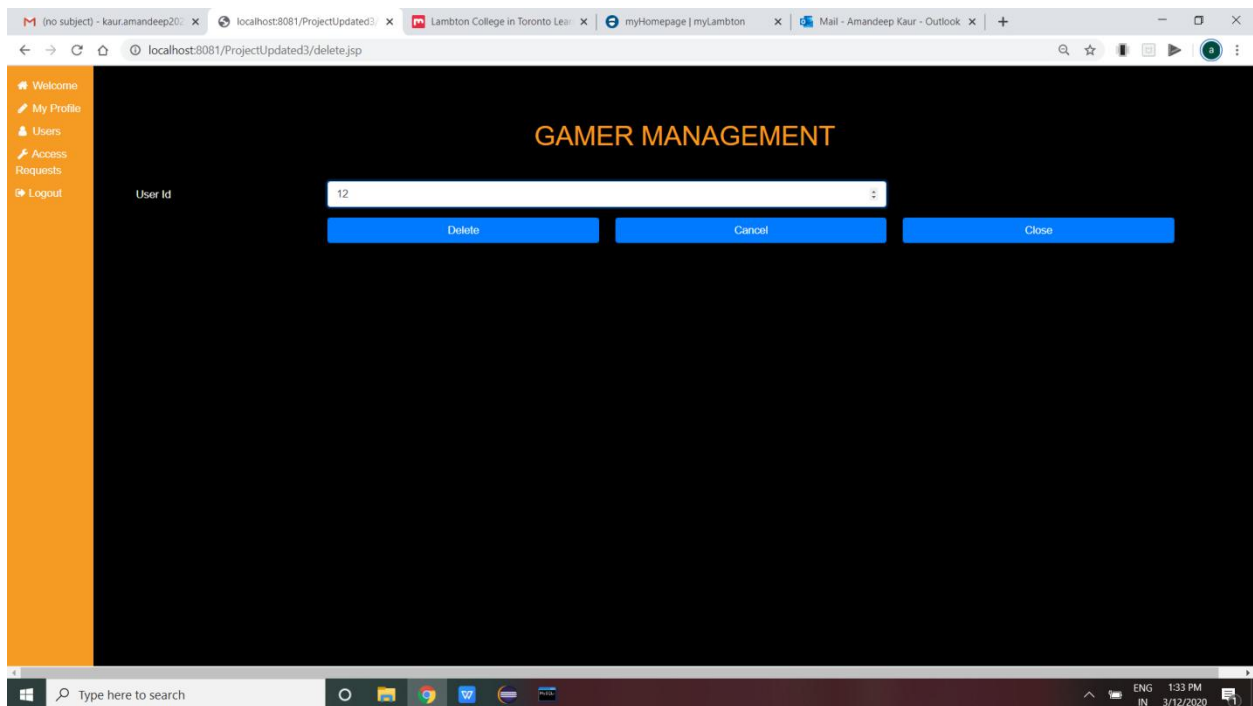 (no subject) - kaur.amandeep202
localhost:8081/ProjectUpdated3/
Lambton College in Toronto Lear
myHomepage | myLambton
Mail - Amandeep Kaur - Outlook
localhost:8081/ProjectUpdated3/delete.jsp
a
Welcome
My Profile
Users
Access
Requests
Logout
GAMER MANAGEMENT
User Id
12
Delete
Cancel
Close
Type here to search
W
ENG
IN
1:33 PM
3/12/2020
1